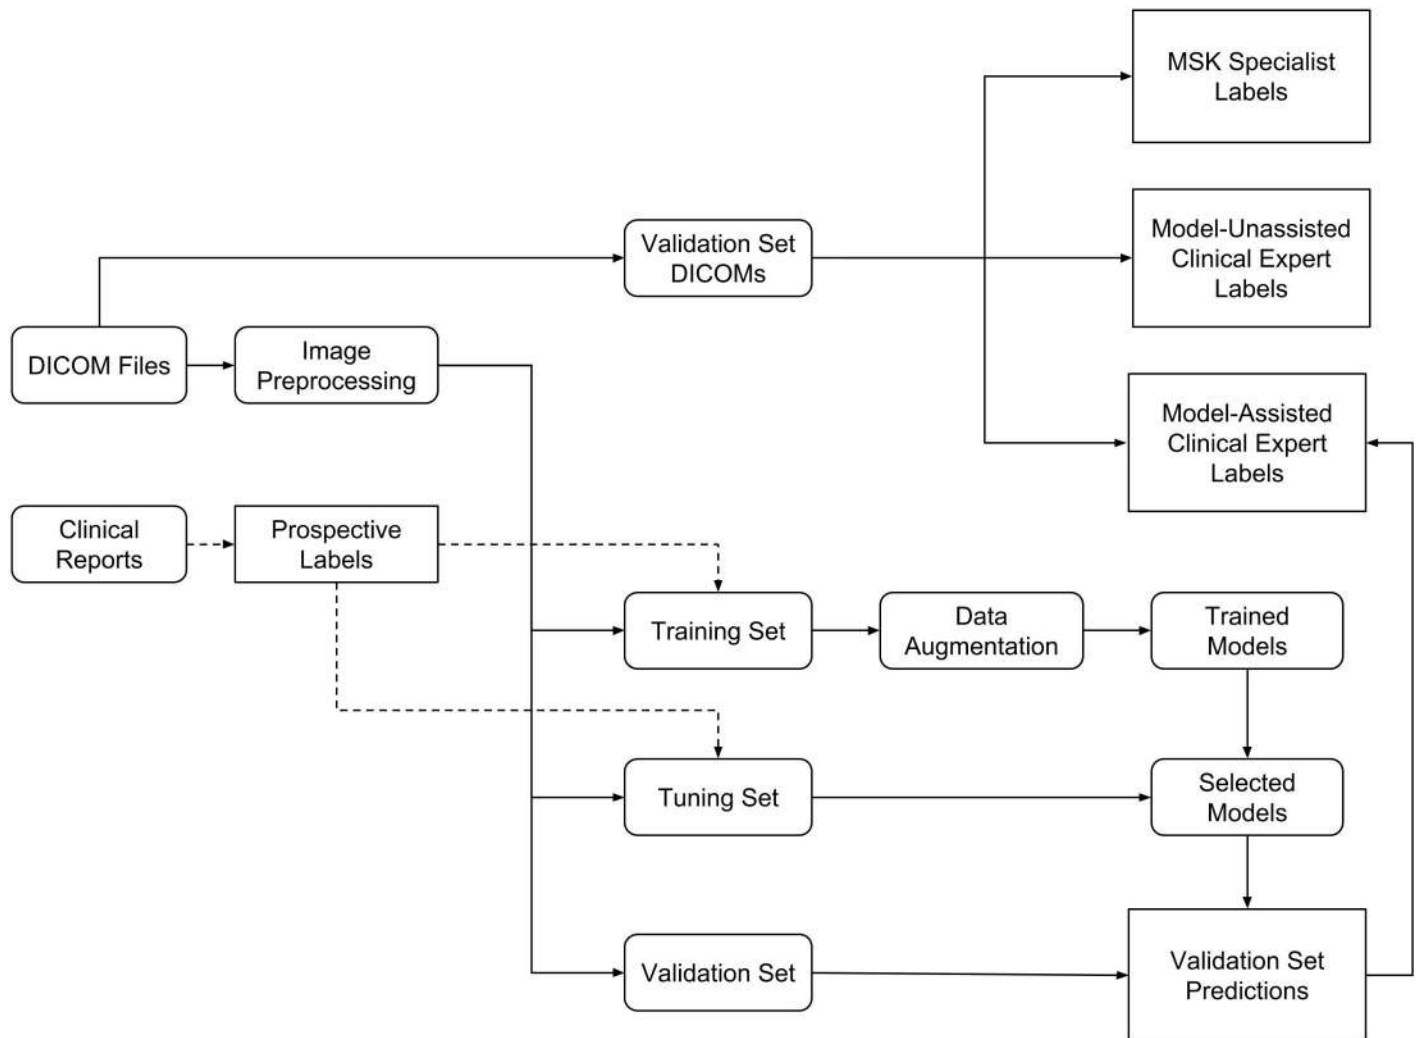 MSK Specialist
Labels
Model-Unassisted
Clinical Expert
Labels
Validation Set
DICOMs
DICOM Files
Image
Preprocessing
Model-Assisted
Clinical Expert
Labels
Clinical
Reports
Prospective
Labels
Training Set
Data
Augmentation
Trained
Models
Tuning Set
Selected
Models
Validation Set
Validation Set
Predictions